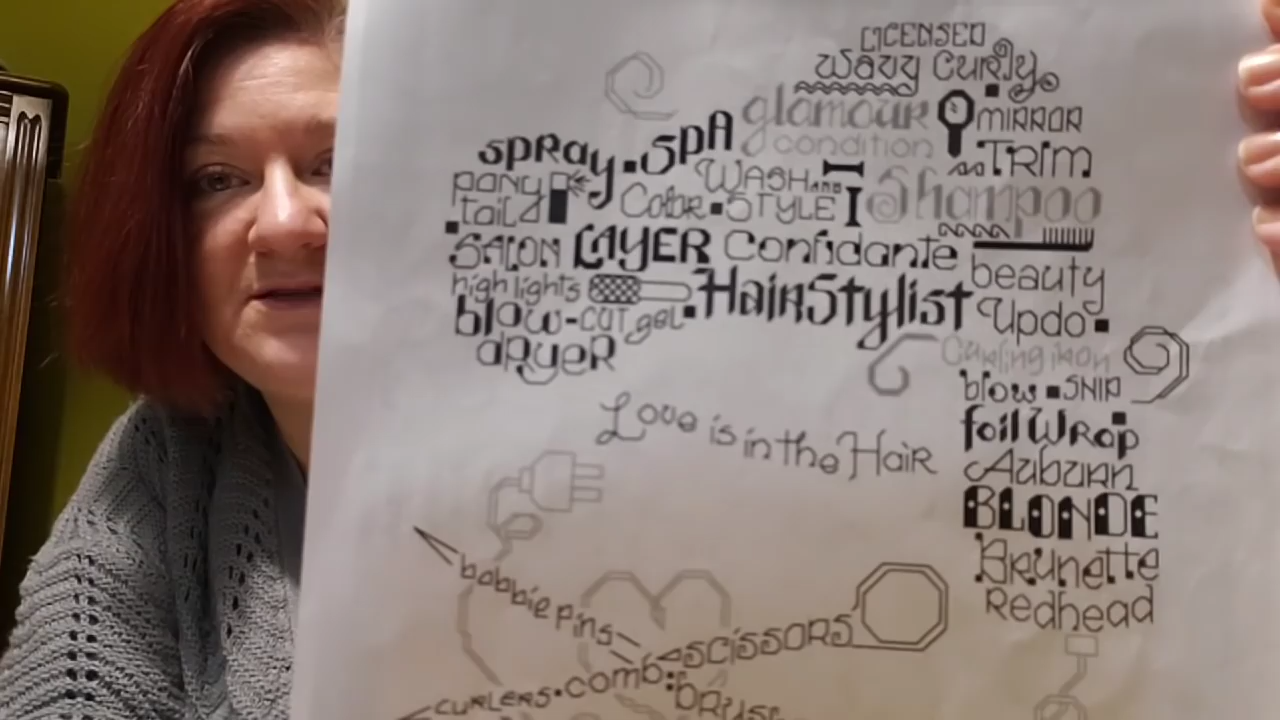 LICENSED
Wavy Curly
glamour MIRROR
condition
SPRay SPA TRIM
pony tail WASH AND Shampoo
Color STYLE
SALON LAYER Confidante
highlights beauty
HairStylist
blow-CUT gel Updo
dRyeR
Curling iron
blow SNIP
foil WRap
Love is in the HaiR
Auburn
BLONDE
Brunette
bobbie pins
Redhead
SCISSORS
comb
CURLERS